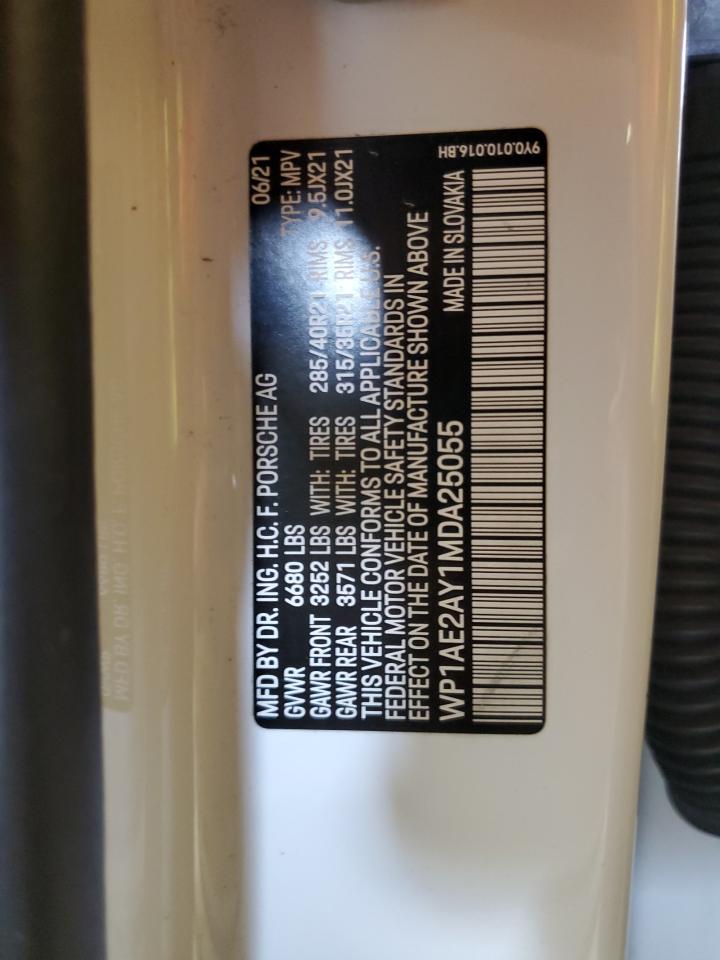 MFD BY DR. ING. H.C. F. PORSCHE AG 06/21
GVWR 6680 LBS TYPE: MPV
GAWR FRONT 3252 LBS WITH: TIRES 285/40R21 RIMS 9.5JX21
GAWR REAR 3571 LBS WITH: TIRES 315/35R21 RIMS 11.0JX21
THIS VEHICLE CONFORMS TO ALL APPLICABLE U.S.
FEDERAL MOTOR VEHICLE SAFETY STANDARDS IN
EFFECT ON THE DATE OF MANUFACTURE SHOWN ABOVE
WP1AE2AY1MDA25055 MADE IN SLOVAKIA
9Y0.010.016.BH